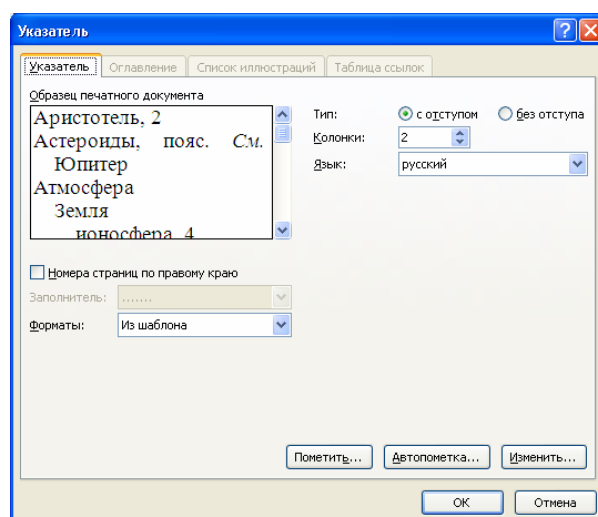 Указатель
Указатель Оглавление Список иллюстраций Таблица ссылок
Образец печатного документа
Аристотель, 2
Астероиды, пояс. См.
Юпитер
Атмосфера
Земля
ионосфера, 4
Тип: с отступом без отступа
Колонки: 2
Язык: русский
Номера страниц по правому краю
Заполнитель: .......
Форматы: Из шаблона
Пометить... Автопометка... Изменить...
ОК Отмена